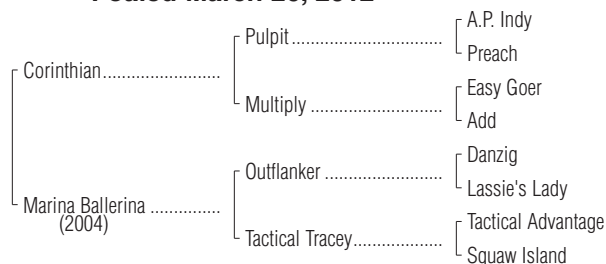 Foaled March 2012
A.P. Indy
Pulpit
Preach
Corinthian
Easy Goer
Multiply
Add
Danzig
Outflanker
Lassie's Lady
Marina Ballerina
(2004)
Tactical Advantage
Tactical Tracey
Squaw Island